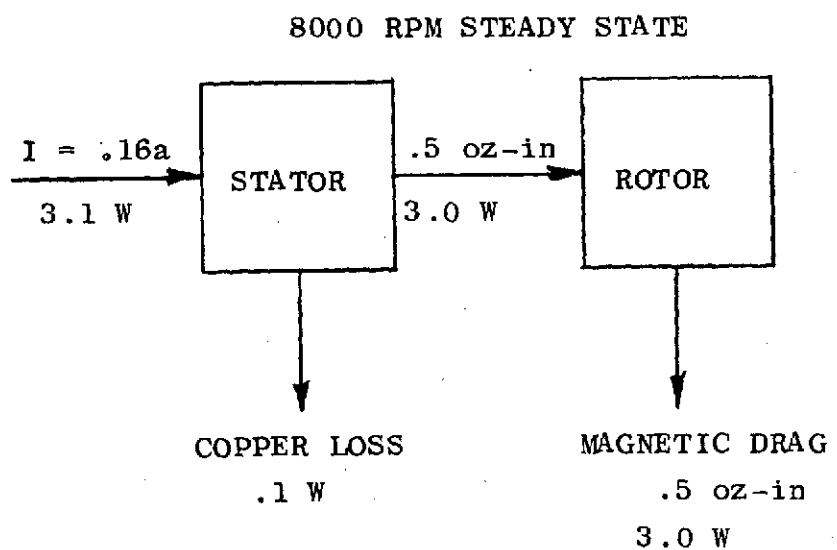 8000 RPM STEADY STATE
I = .16a
3.1 W
STATOR
.5 oz-in
3.0 W
ROTOR
COPPER LOSS
.1 W
MAGNETIC DRAG
.5 oz-in
3.0 W